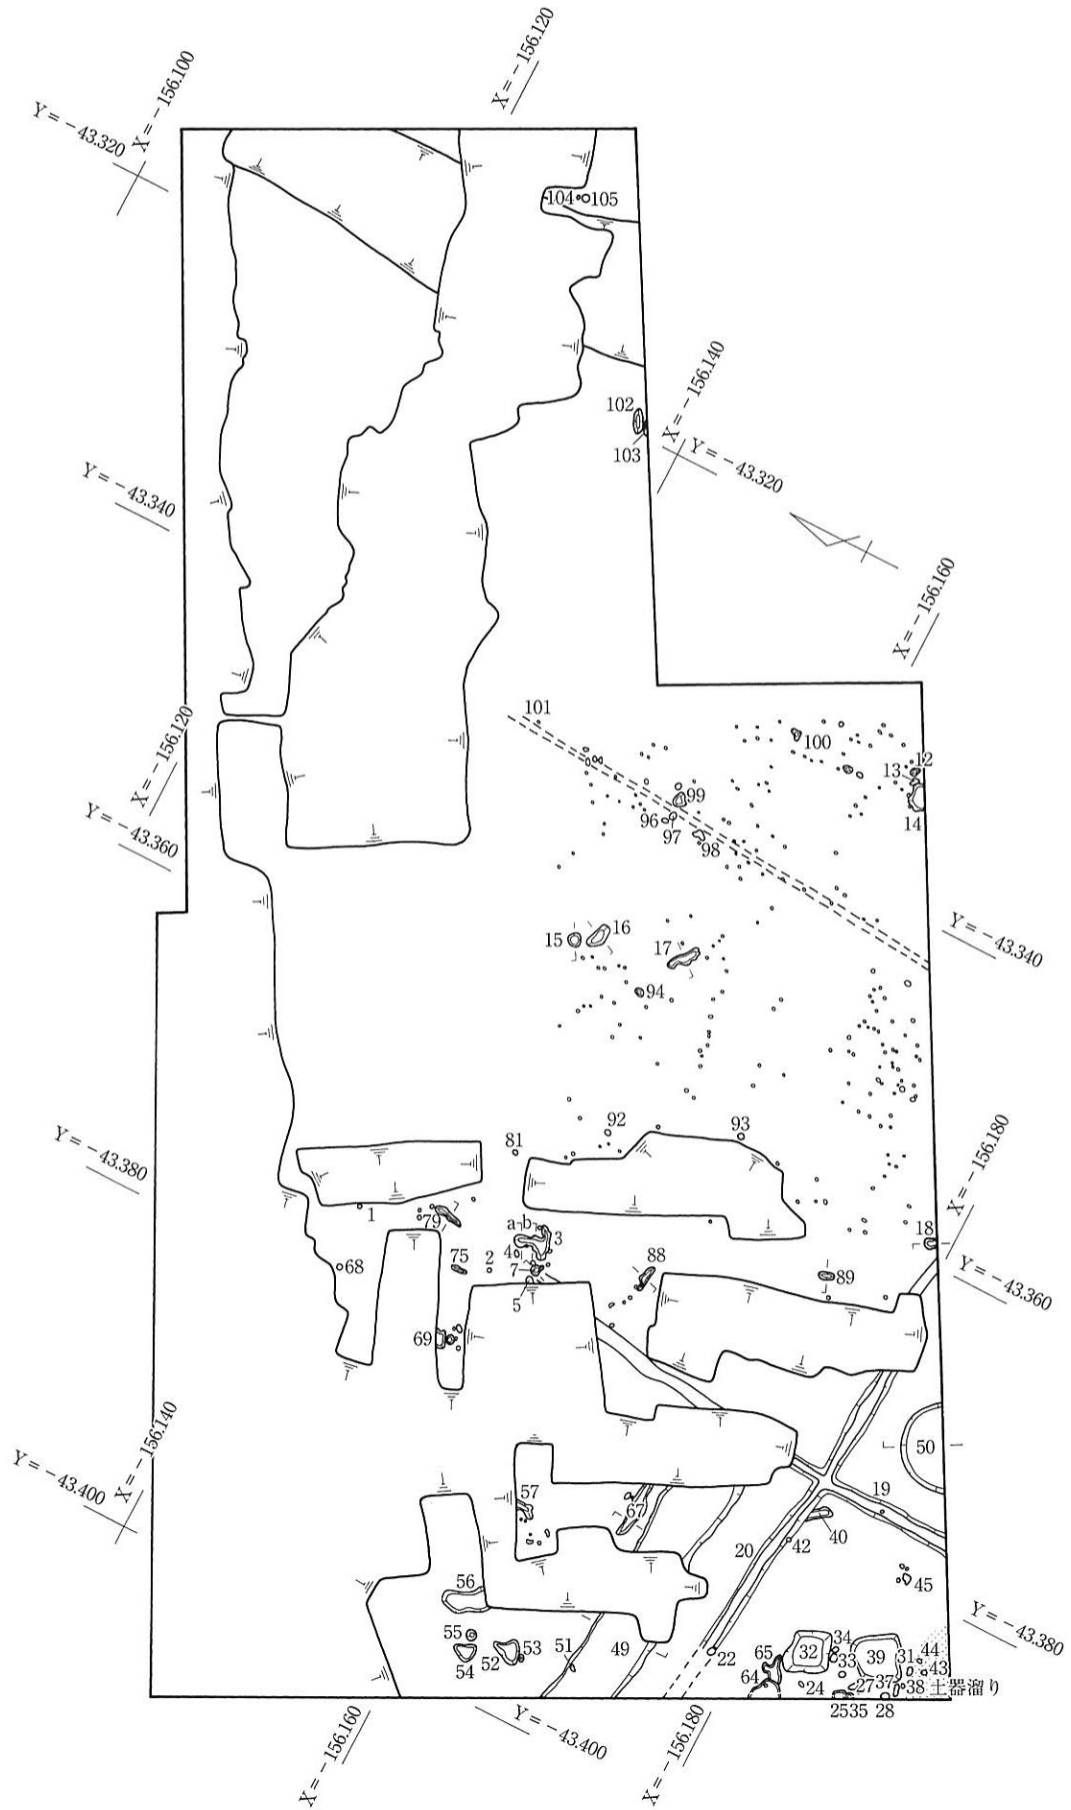 X=−156.120
X=−156.100
Y=−43.320
104
105
X=−156.140
102
103
Y=−43.320
Y=−43.340
X=−156.160
X=−156.120
101
100
12
13
14
99
96
97
98
Y=−43.360
15
16
17
94
Y=−43.340
92
93
81
X=−156.180
Y=−43.380
1
79
a
b
3
4
18
68
75
2
7
5
88
89
Y=−43.360
69
X=−156.140
Y=−43.400
50
57
67
19
40
20
42
45
56
Y=−43.380
55
54
52
53
51
49
22
65
64
32
34
33
39
31
44
43
24
27
37
38
土器溜り
25
35
28
X=−156.160
Y=−43.400
X=−156.180